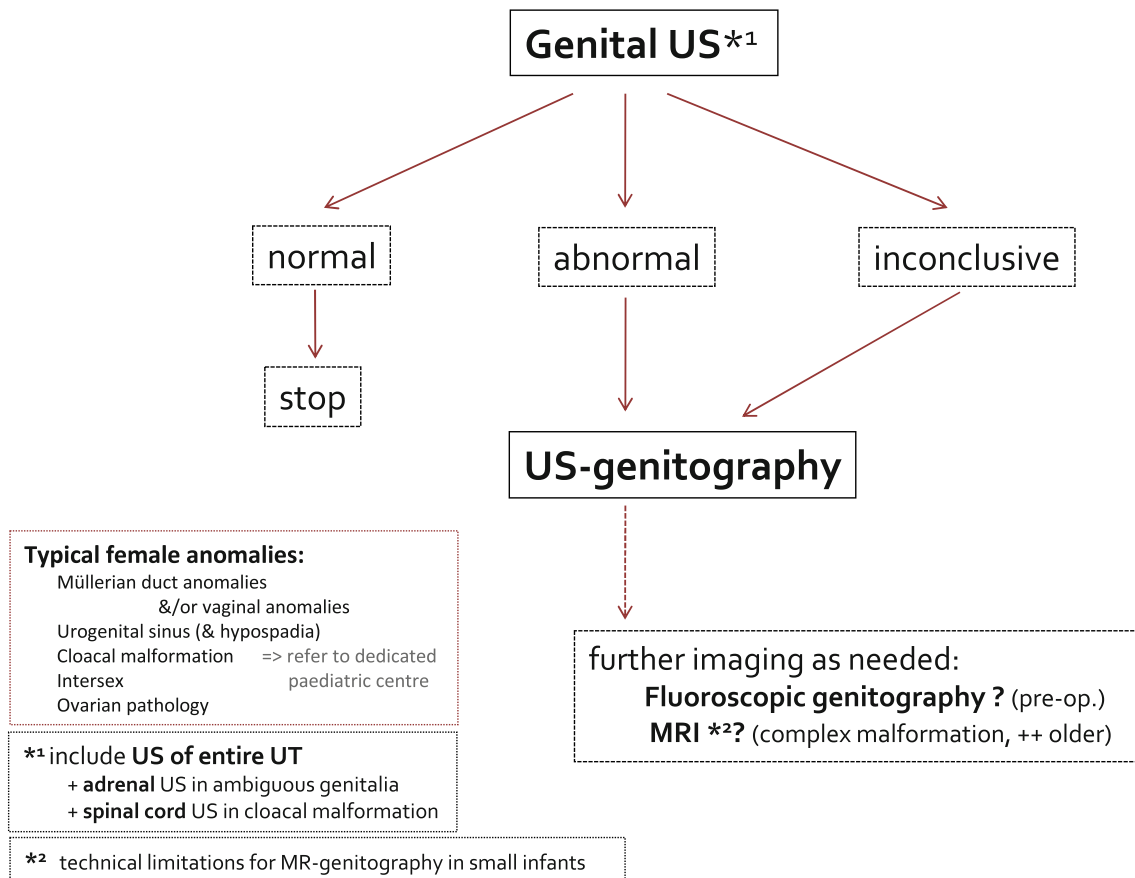 Genital US*¹
normal
abnormal
inconclusive
stop
US-genitography
Typical female anomalies:
Müllerian duct anomalies
&/or vaginal anomalies
Urogenital sinus (& hypospadia)
Cloacal malformation => refer to dedicated
Intersex paediatric centre
Ovarian pathology
further imaging as needed:
Fluoroscopic genitography ? (pre-op.)
MRI *²? (complex malformation, ++ older)
*¹ include US of entire UT
+ adrenal US in ambiguous genitalia
+ spinal cord US in cloacal malformation
*² technical limitations for MR-genitography in small infants